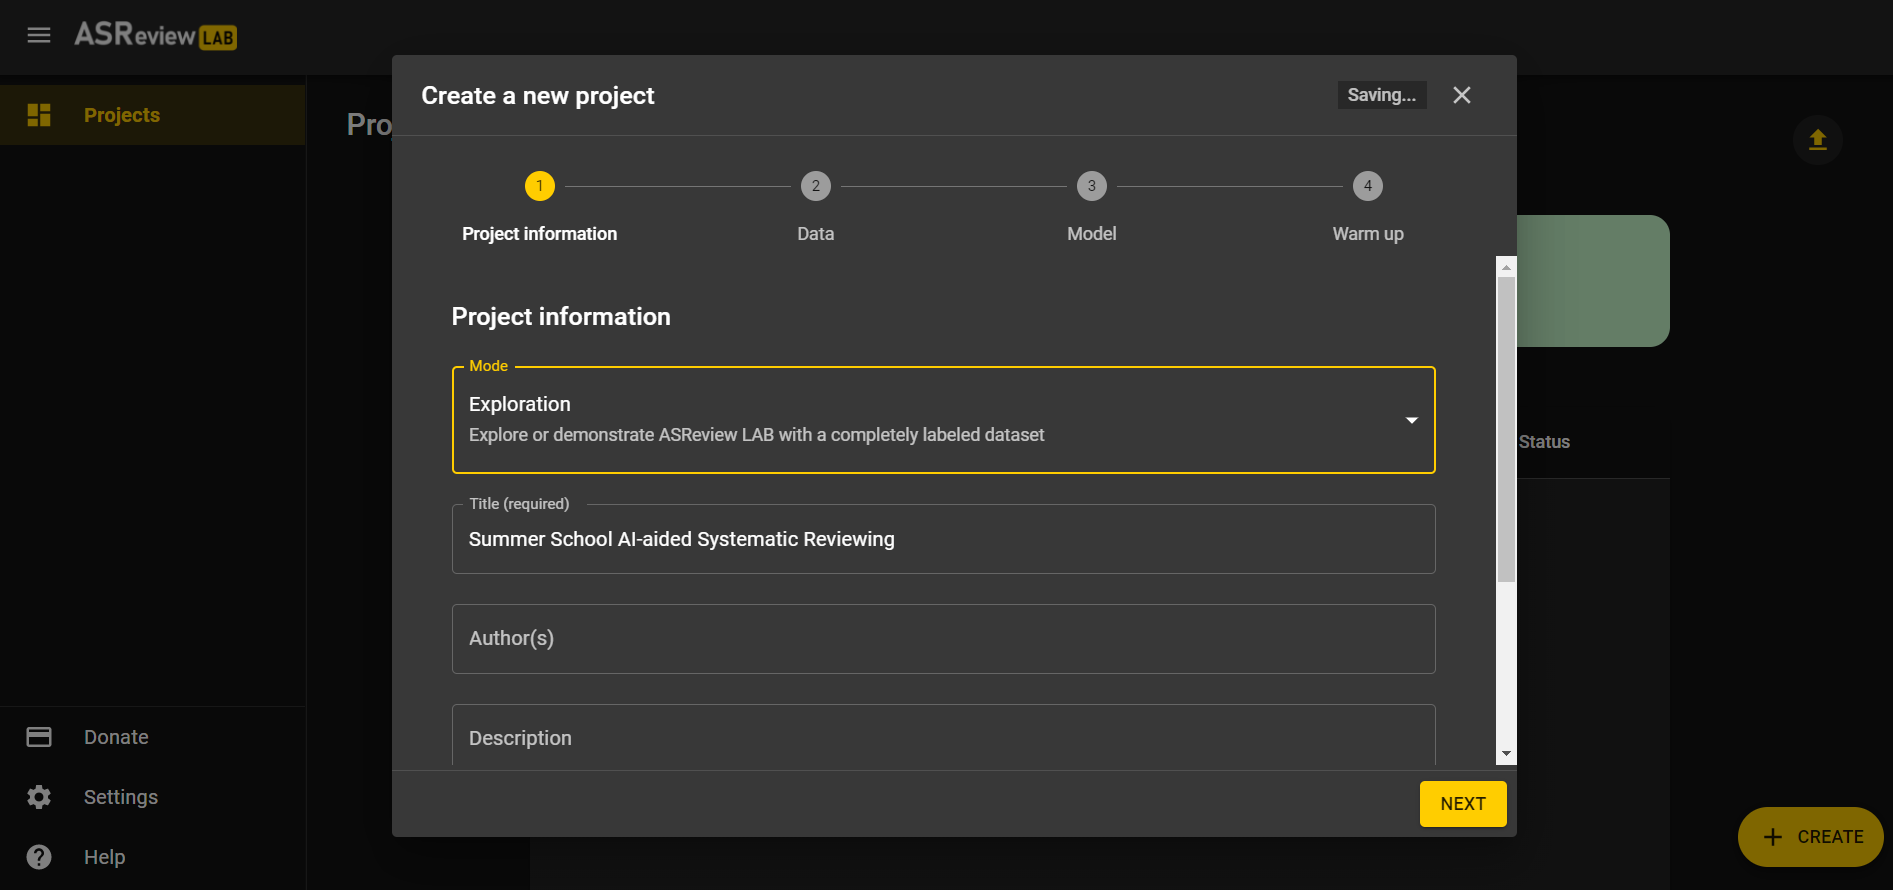 ASReview LAB
Projects
Pro
Create a new project
Saving...
1
2
3
4
Project information
Data
Model
Warm up
Project information
Mode
Exploration
Explore or demonstrate ASReview LAB with a completely labeled dataset
Status
Title (required)
Summer School AI-aided Systematic Reviewing
Author(s)
Description
Donate
Settings
Help
NEXT
CREATE